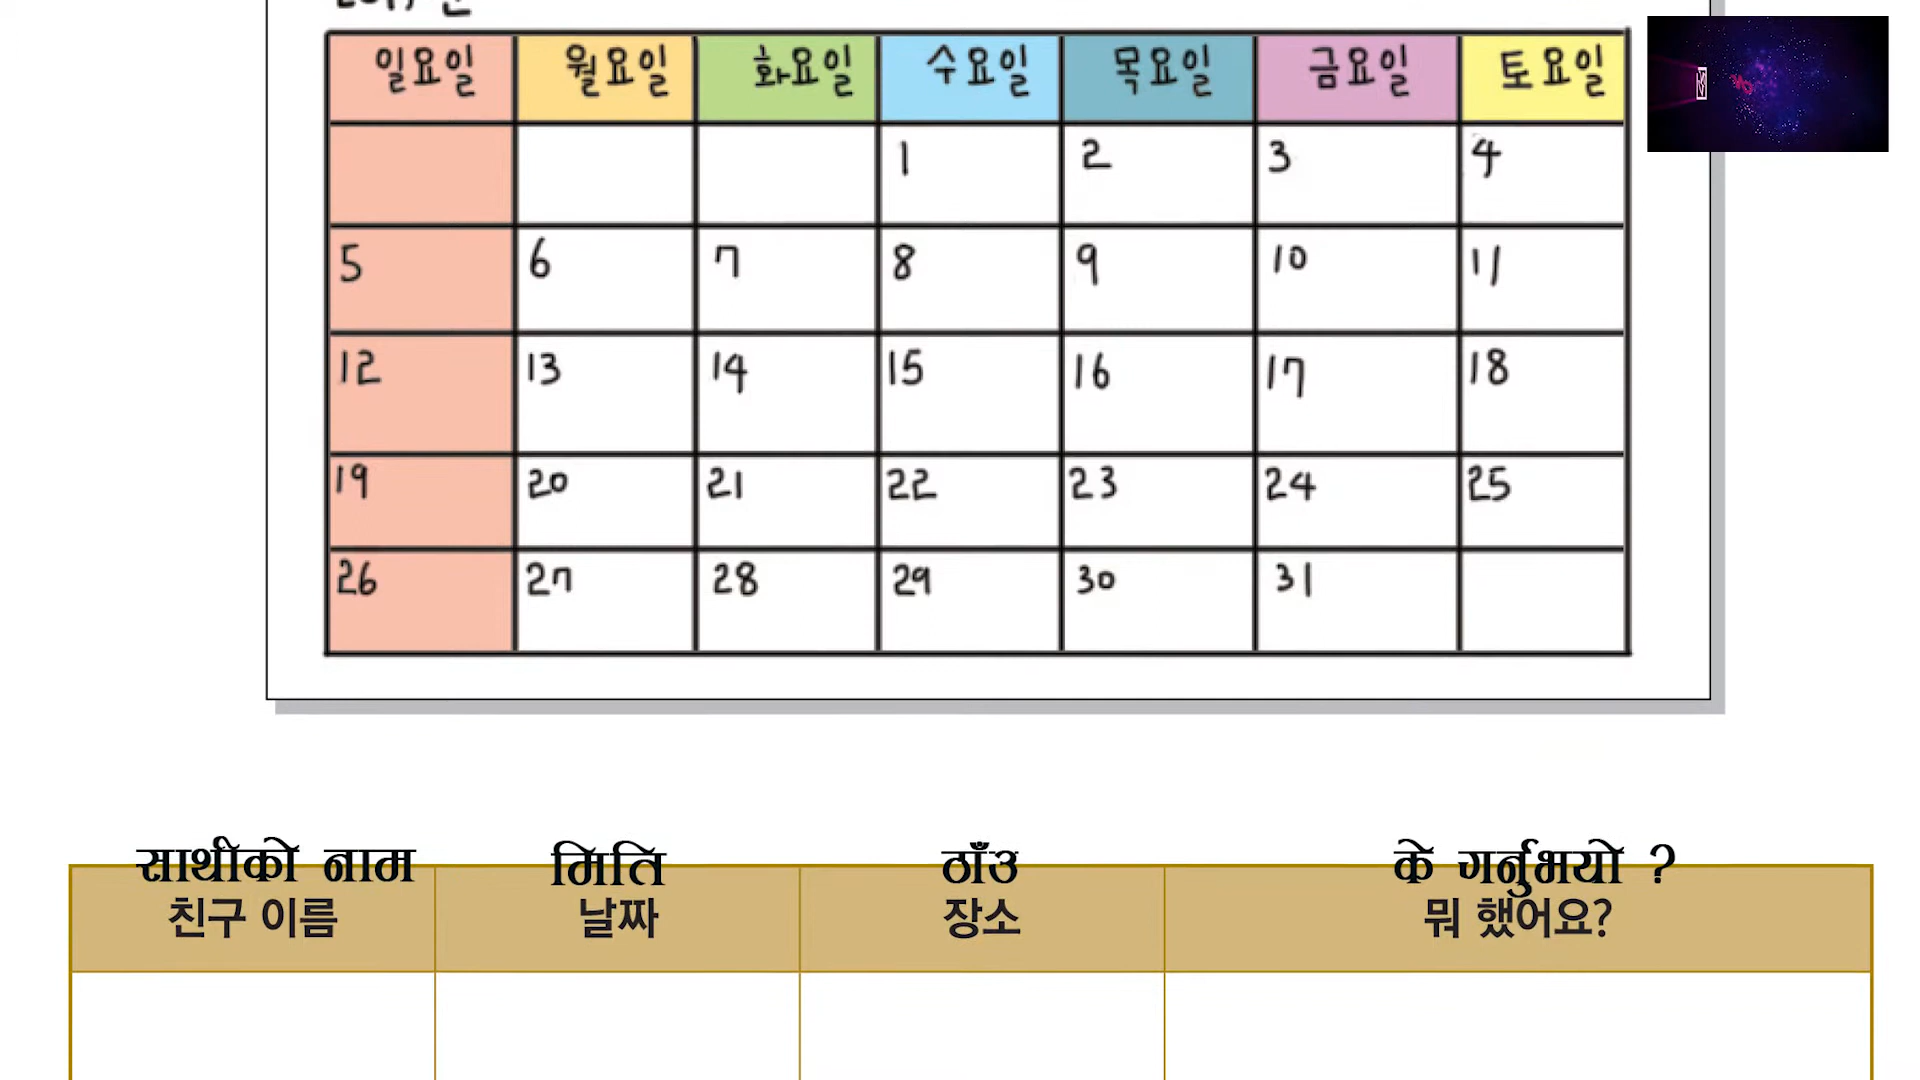 일요일 월요일 화요일 수요일 목요일 금요일 토요일
1 2 3 4
5 6 7 8 9 10 11
12 13 14 15 16 17 18
19 20 21 22 23 24 25
26 27 28 29 30 31
साथीको नाम मिति ठाँउ के गर्नुभयो ?
친구 이름 날짜 장소 뭐 했어요?